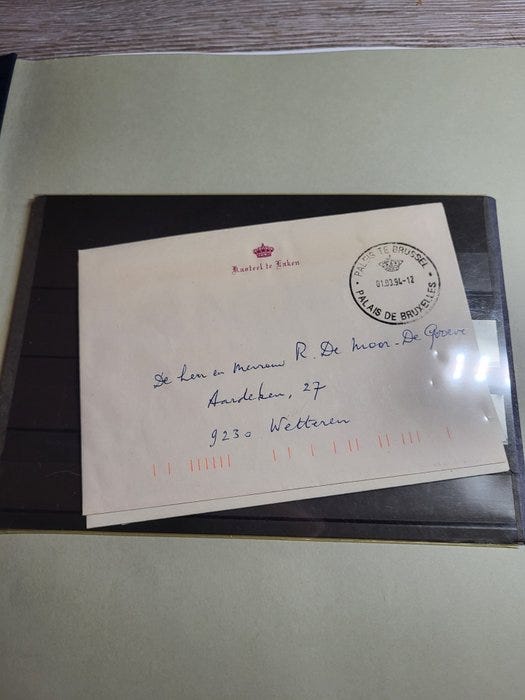 Kasteel te Laken
PALEIS TE BRUSSEL
01.03.94-12
PALAIS DE BRUXELLES
De Heer en Mevrouw R. De Moor-De Groeve
Aardeken, 27
9230 Wetteren